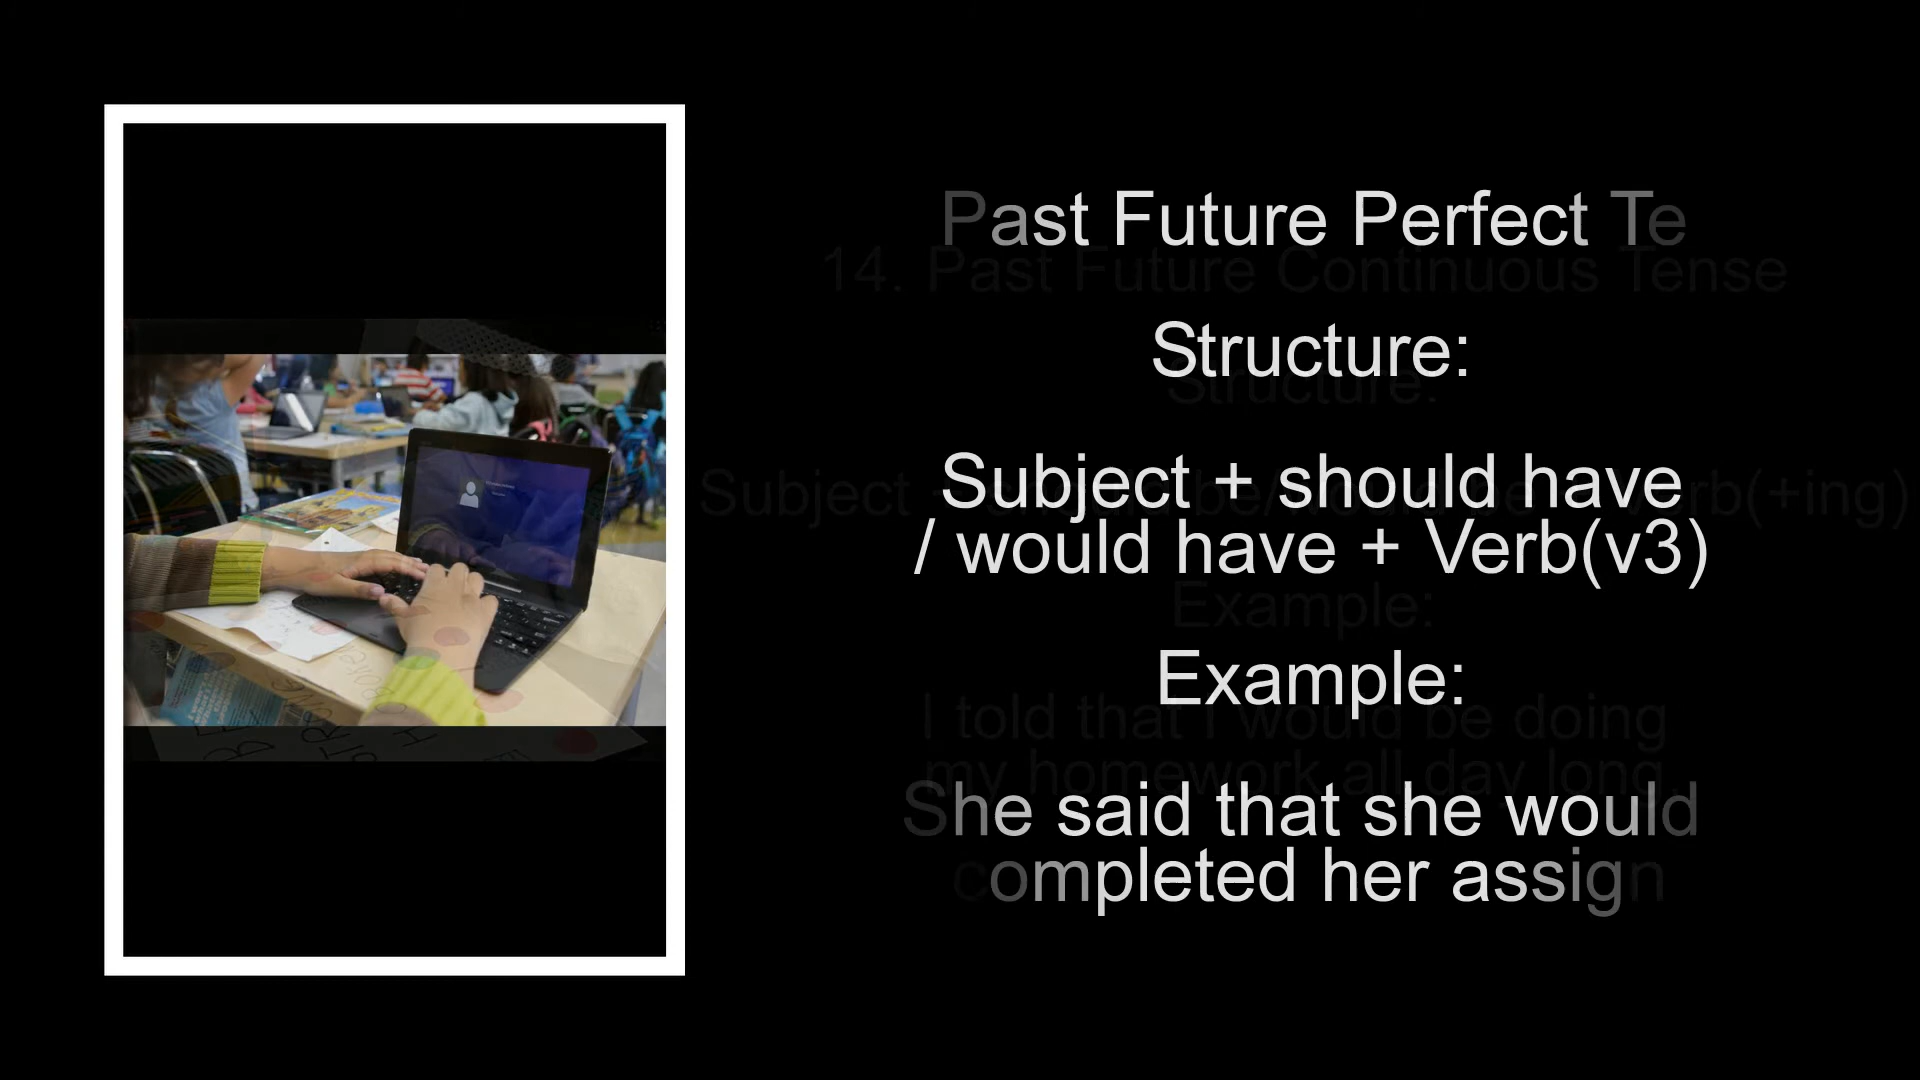 Past Future Perfect Te
14. Past Future Continuous Tense
Structure:
Structure:
Subject + should have
/ would have + Verb(v3)
Subject
Verb(+ing)
Example:
Example:
I told that I would be doing
my homework all day long.
She said that she would
completed her assign